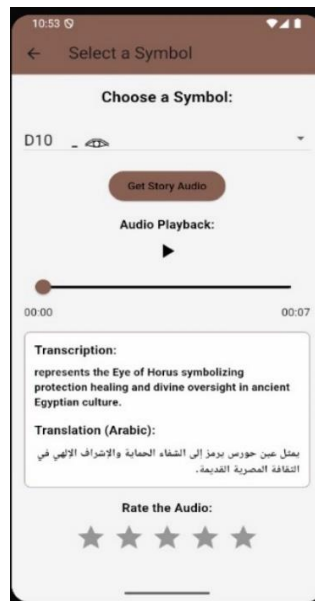 10:53
Select a Symbol
Choose a Symbol:
D10 -
Get Story Audio
Audio Playback:
00:00 00:07
Transcription:
represents the Eye of Horus symbolizing
protection healing and divine oversight in ancient
Egyptian culture.
Translation (Arabic):
يمثل عين حورس يرمز إلى الشفاء الحماية والإشراف الإلهي في
الثقافة المصرية القديمة.
Rate the Audio: